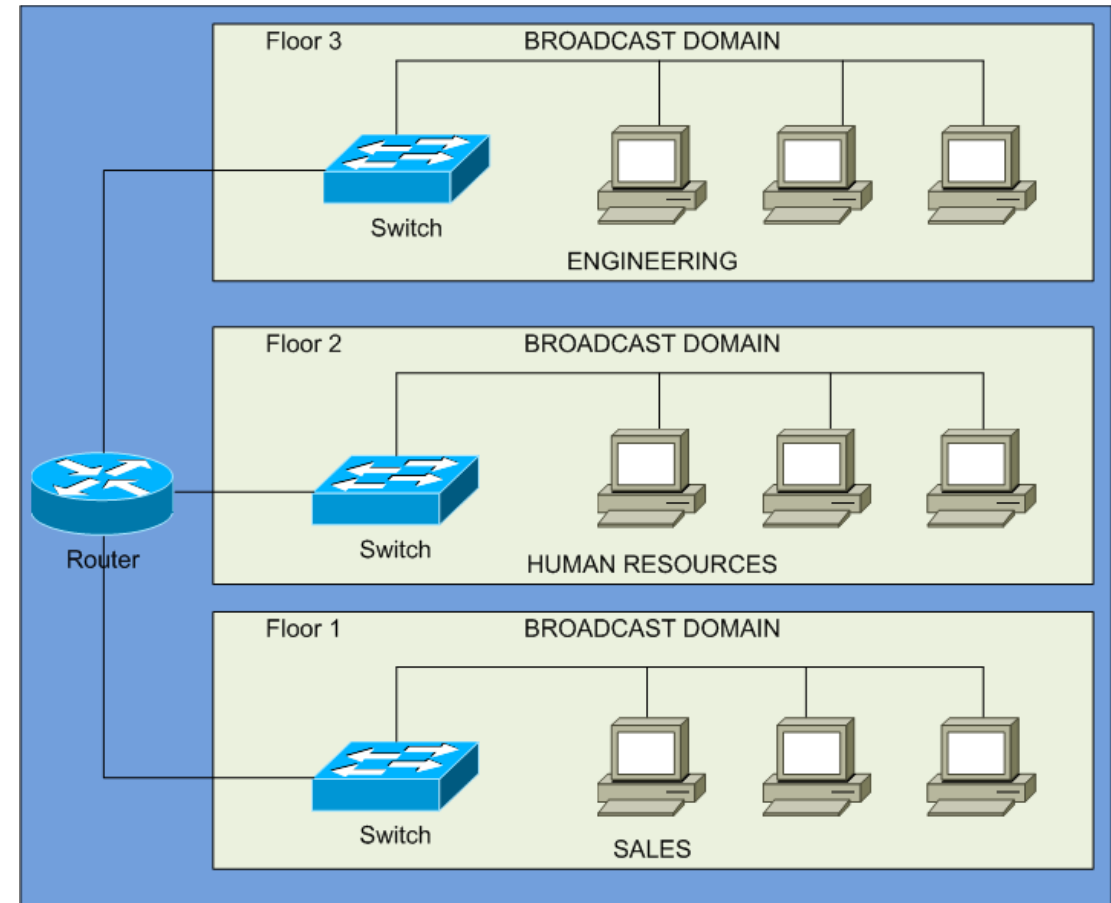 Floor 3 BROADCAST DOMAIN
Switch
ENGINEERING
Floor 2 BROADCAST DOMAIN
Switch
HUMAN RESOURCES
Router
Floor 1 BROADCAST DOMAIN
Switch
SALES